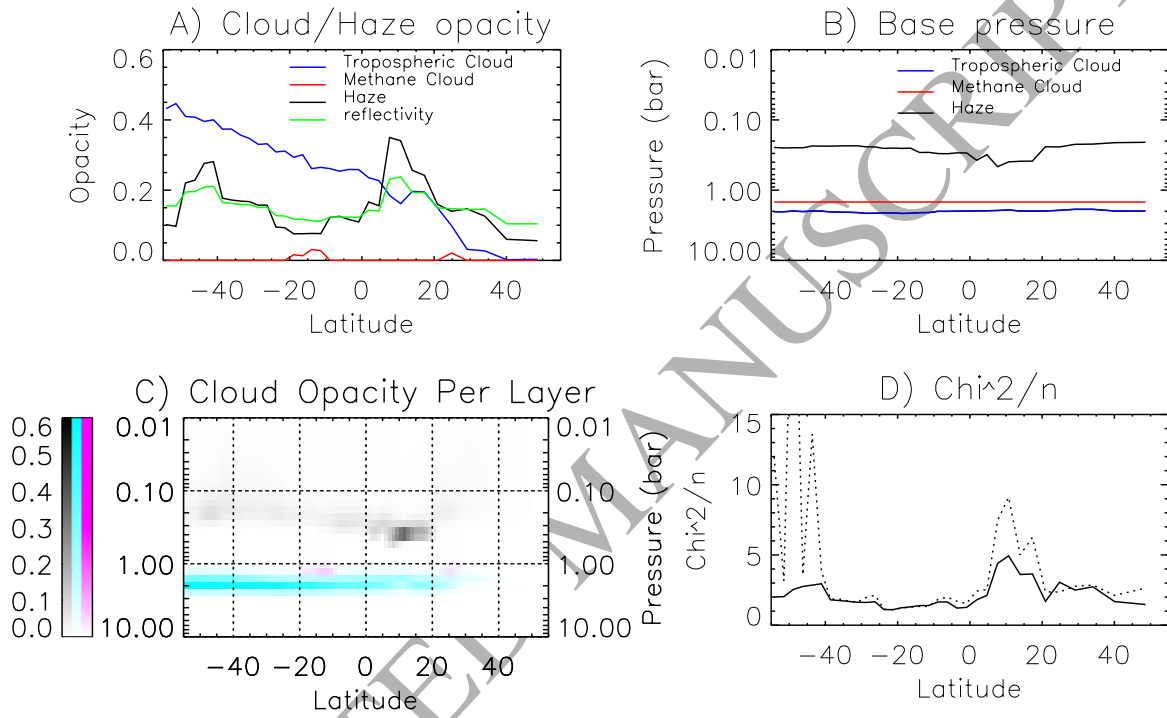 A) Cloud/Haze opacity
0.6
0.4
0.2
0.0
Opacity
Tropospheric Cloud
Methane Cloud
Haze
reflectivity
−40 −20 0 20 40
Latitude
B) Base pressure
0.01
0.10
1.00
10.00
Pressure (bar)
Tropospheric Cloud
Methane Cloud
Haze
−40 −20 0 20 40
Latitude
C) Cloud Opacity Per Layer
0.6
0.5
0.4
0.3
0.2
0.1
0.0
0.01
0.10
1.00
10.00
0.01
0.10
1.00
10.00
Pressure (bar)
−40 −20 0 20 40
Latitude
D) Chi^2/n
15
10
5
0
Chi^2/n
−40 −20 0 20 40
Latitude
TED MANUSCRIPT